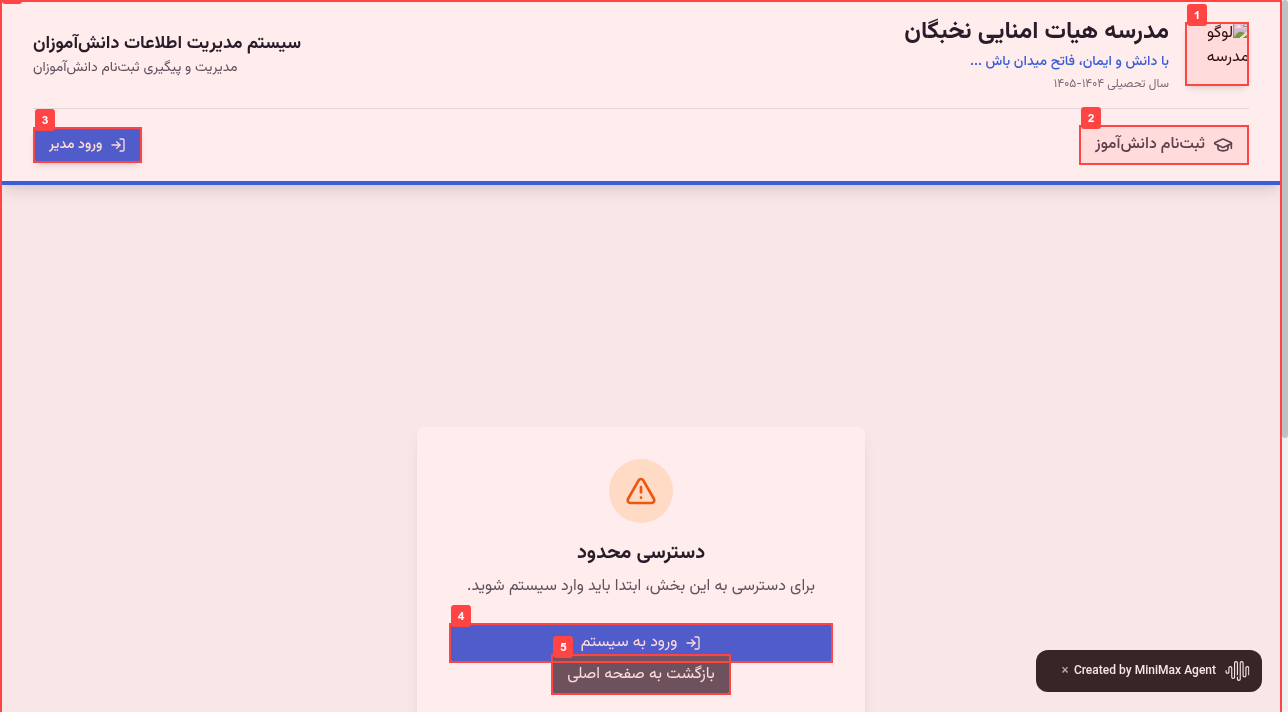 1
لوگو
مدرسه
مدرسه هیات امنایی نخبگان
با دانش و ایمان، فاتح میدان باش ...
سال تحصیلی ۱۴۰۴-۱۴۰۵
سیستم مدیریت اطلاعات دانش‌آموزان
مدیریت و پیگیری ثبت‌نام دانش‌آموزان
2
ثبت‌نام دانش‌آموز
3
ورود مدیر
دسترسی محدود
برای دسترسی به این بخش، ابتدا باید وارد سیستم شوید.
4
ورود به سیستم
5
بازگشت به صفحه اصلی
Created by MiniMax Agent ×